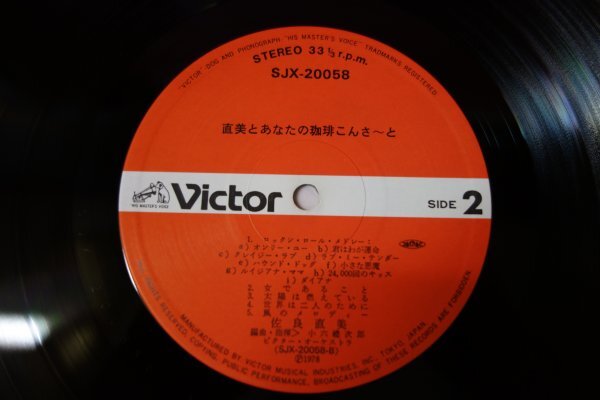 "VICTOR"-DOG AND PHONOGRAPH "HIS MASTER'S VOICE" TRADMARKS REGISTERED
STEREO 33 1/3 r.p.m.
SJX-20058
直美とあなたの珈琲こんさ〜と
"HIS MASTER'S VOICE"
Victor
SIDE 2
1. ロックン・ロール・メドレー:
a) オンリー・ユー b) 君はわが運命
c) クレイジー・ラブ d) ラブ・ミー・テンダー
e) ハウンド・ドッグ f) 小さな悪魔
g) ルイジアナ・ママ h) 24,000回のキッス
i) ダイアナ
2. 女であること
3. 太陽は燃えている
4. 世界は二人のために
5. 風のメロディー
佐良直美
編曲・指揮> 小六禮次郎
ビクター・オーケストラ
(SJX-20058-B)
Ⓟ1978
MANUFACTURED BY VICTOR MUSICAL INDUSTRIES, INC. TOKYO, JAPAN
ALL RIGHTS RESERVED. COPYING, PUBLIC PERFORMANCE, BROADCASTING OF THESE RECORDS ARE FORBIDDEN